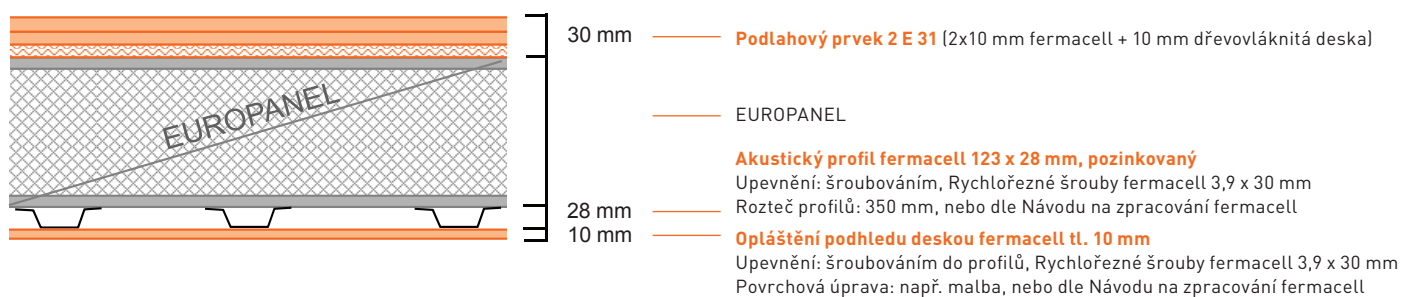 30 mm
Podlahový prvek 2 E 31 (2x10 mm fermacell + 10 mm dřevovláknitá deska)
EUROPANEL
EUROPANEL
Akustický profil fermacell 123 x 28 mm, pozinkovaný
Upevnění: šroubováním, Rychlořezné šrouby fermacell 3,9 x 30 mm
28 mm
Rozteč profilů: 350 mm, nebo dle Návodu na zpracování fermacell
10 mm
Opláštění podhledu deskou fermacell tl. 10 mm
Upevnění: šroubováním do profilů, Rychlořezné šrouby fermacell 3,9 x 30 mm
Povrchová úprava: např. malba, nebo dle Návodu na zpracování fermacell